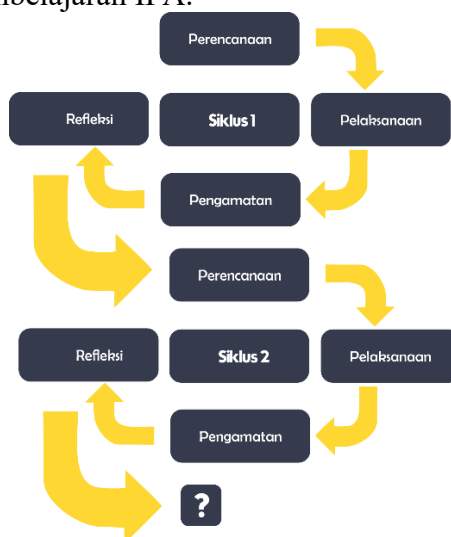 Perencanaan
Refleksi
Siklus 1
Pelaksanaan
Pengamatan
Perencanaan
Refleksi
Siklus 2
Pelaksanaan
Pengamatan
?